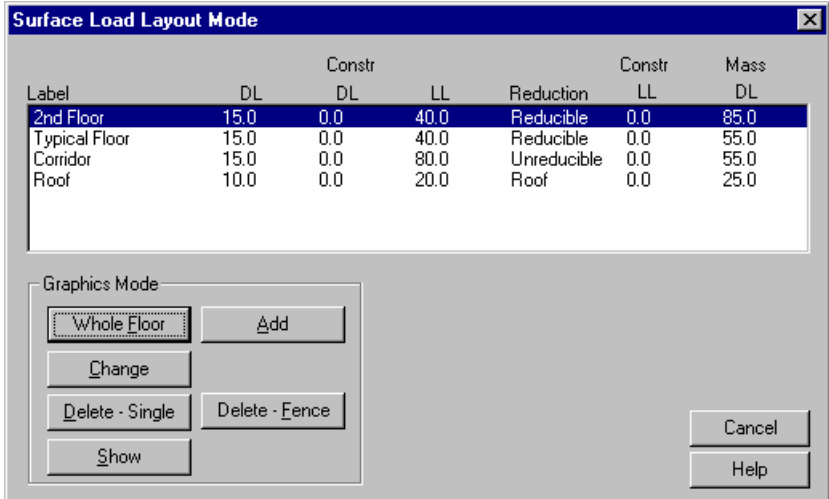 Surface Load Layout Mode
Constr Constr Mass
Label DL DL LL Reduction LL DL
2nd Floor 15.0 0.0 40.0 Reducible 0.0 85.0
Typical Floor 15.0 0.0 40.0 Reducible 0.0 55.0
Corridor 15.0 0.0 80.0 Unreducible 0.0 55.0
Roof 10.0 0.0 20.0 Roof 0.0 25.0
Graphics Mode
Whole Floor Add
Change
Delete - Single Delete - Fence
Show
Cancel
Help